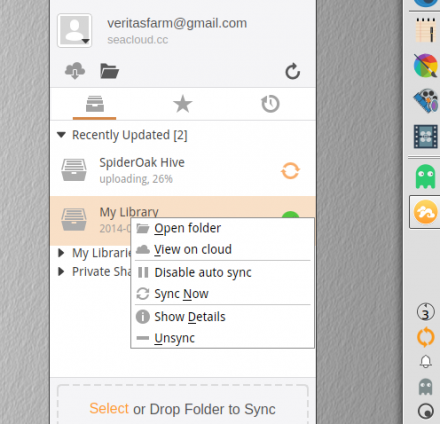 veritasfarm@gmail.com
seacloud.cc
Recently Updated [2]
SpiderOak Hive
uploading, 26%
My Library
2014-0
Open folder
View on cloud
My Librarie
Disable auto sync
Private Sha
Sync Now
Show Details
Unsync
Select or Drop Folder to Sync
3